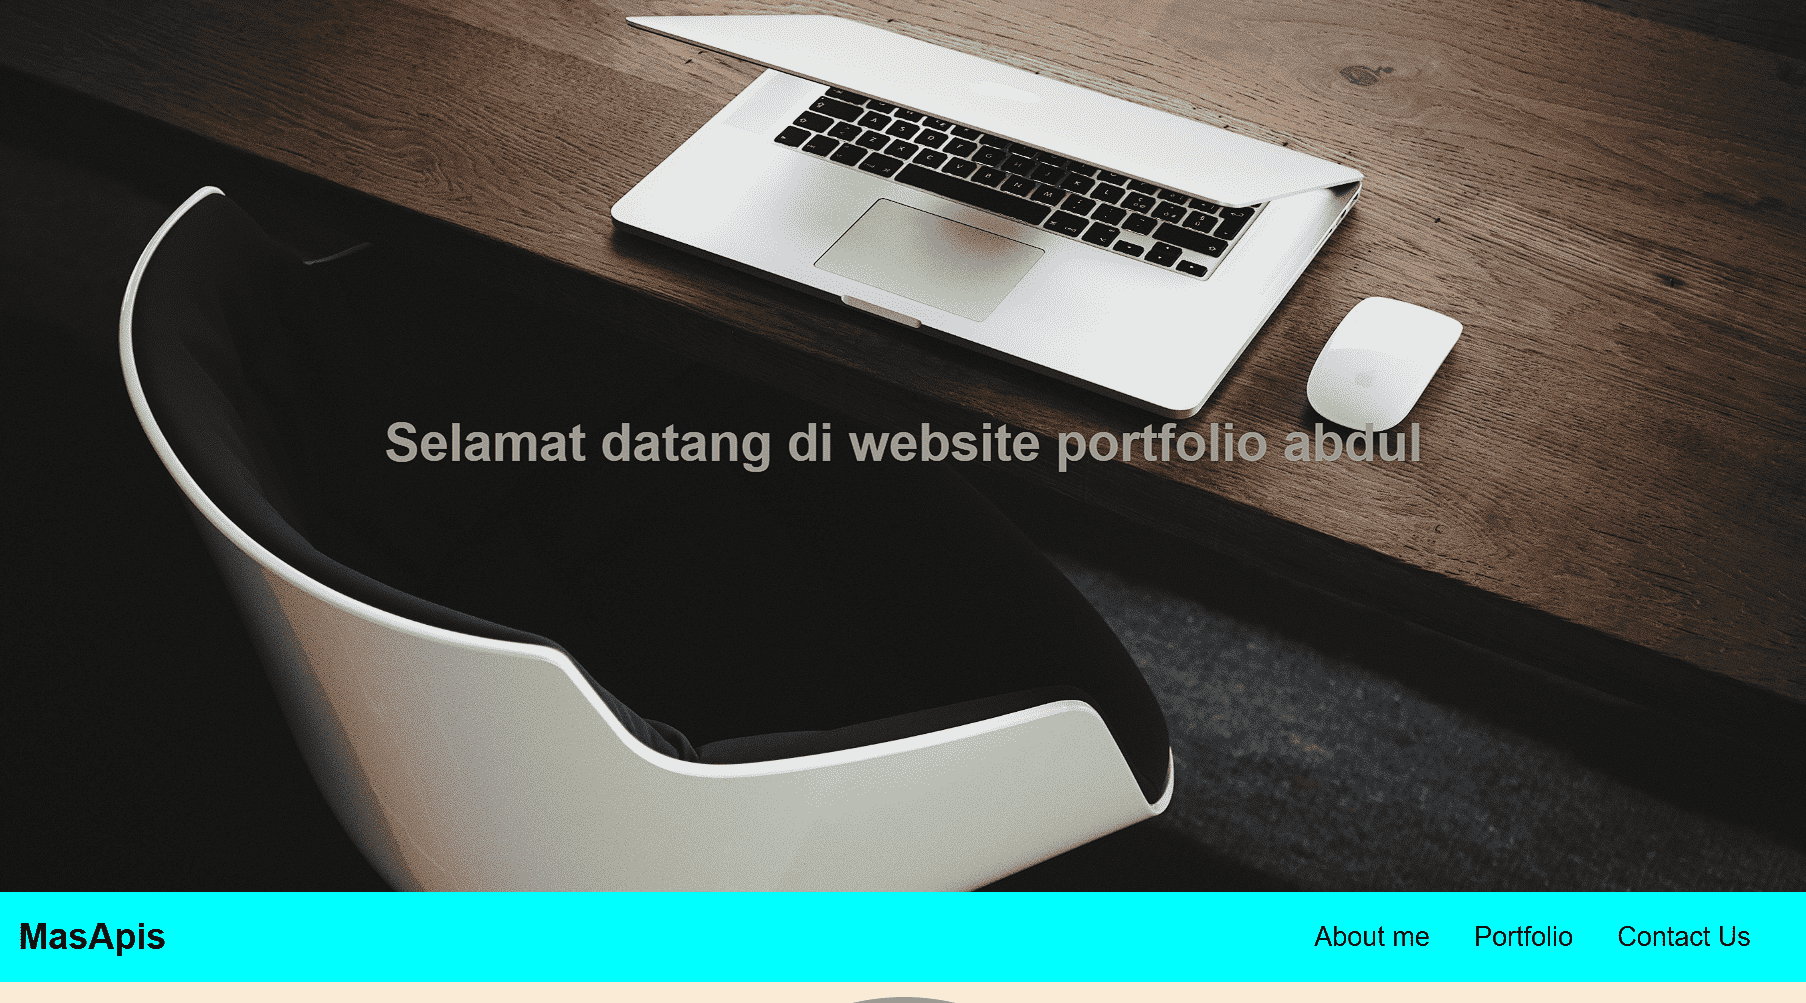 Selamat datang di website portfolio abdul
MasApis
About me Portfolio Contact Us